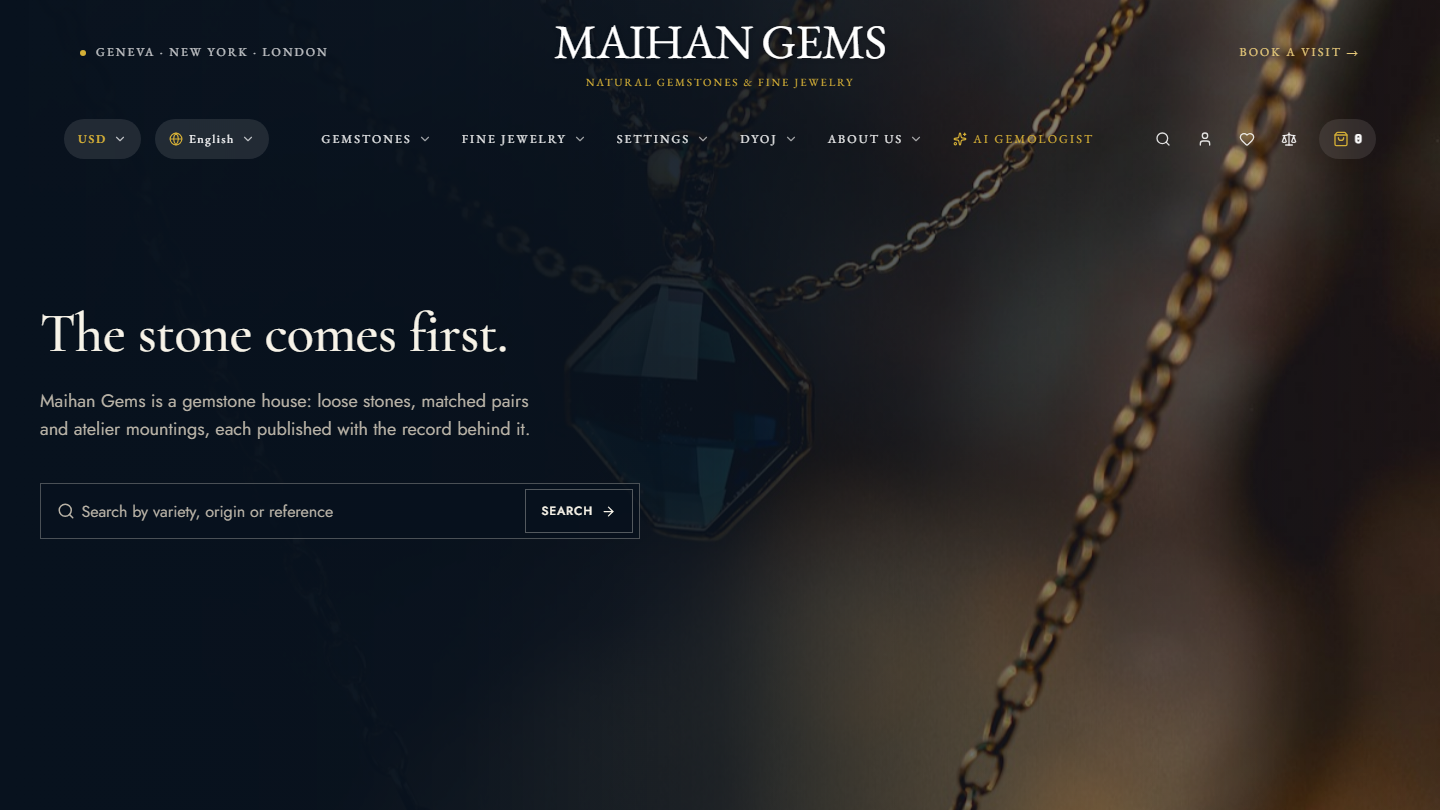 GENEVA · NEW YORK · LONDON
MAIHAN GEMS
NATURAL GEMSTONES & FINE JEWELRY
BOOK A VISIT →
USD
English
GEMSTONES
FINE JEWELRY
SETTINGS
DYOJ
ABOUT US
AI GEMOLOGIST
The stone comes first.
Maihan Gems is a gemstone house: loose stones, matched pairs
and atelier mountings, each published with the record behind it.
Search by variety, origin or reference
SEARCH →